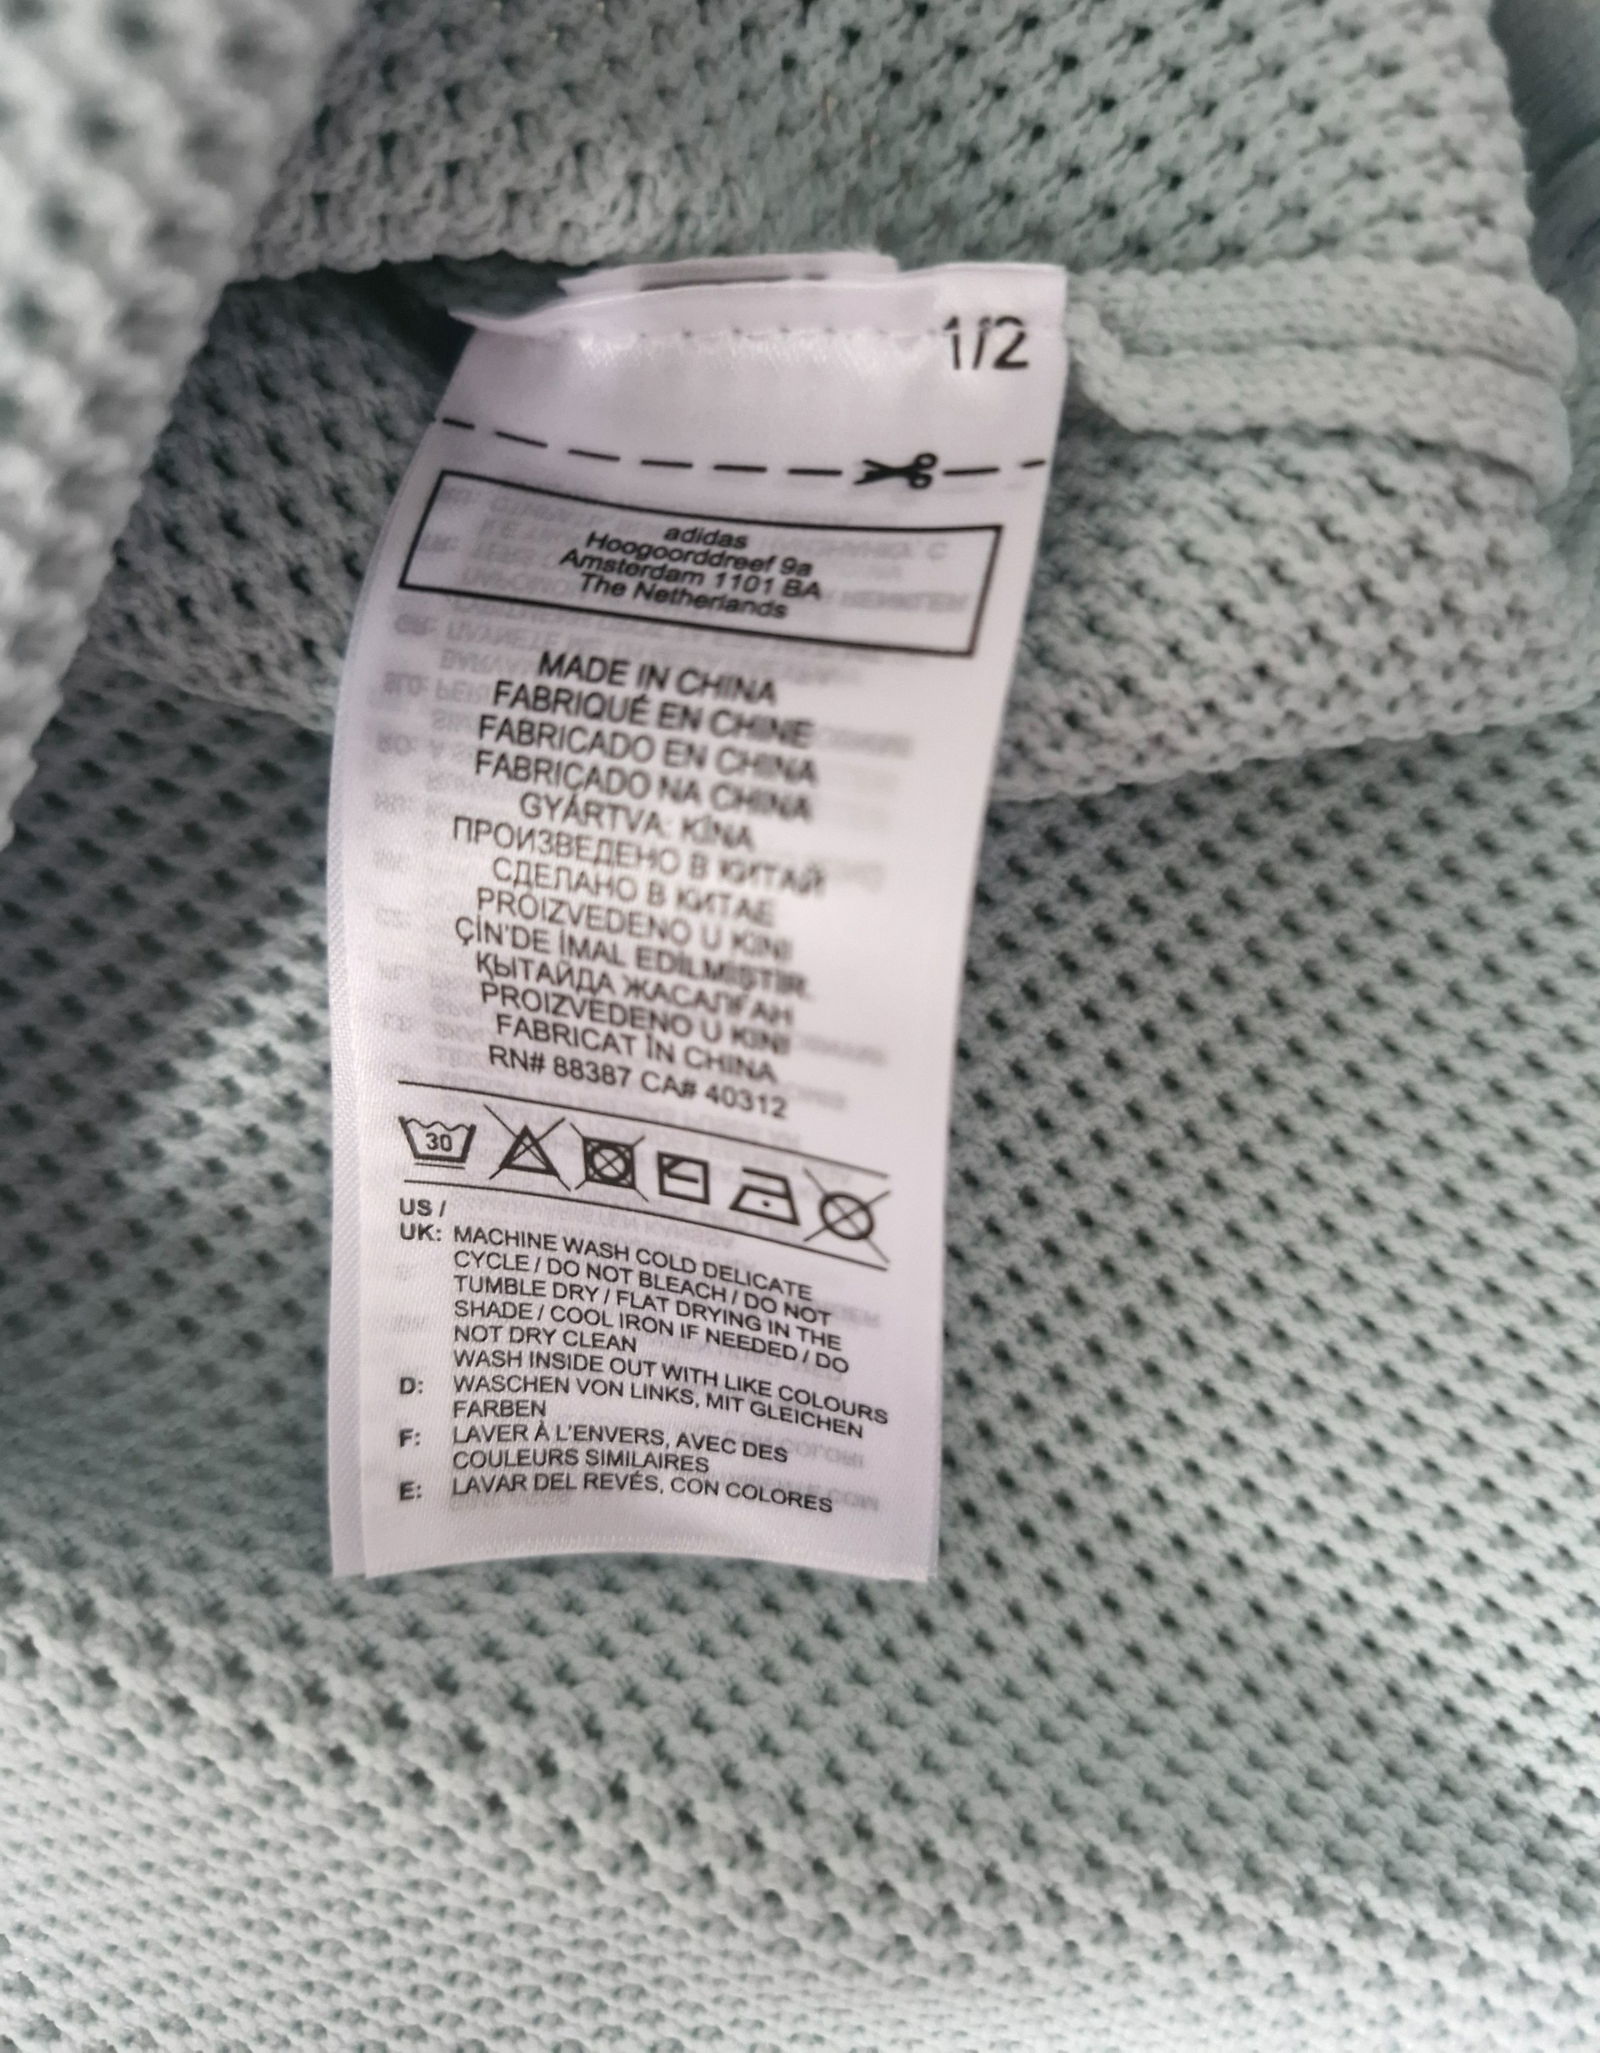 1/2
adidas
Hoogoorddreef 9a
Amsterdam 1101 BA
The Netherlands
MADE IN CHINA
FABRIQUÉ EN CHINE
FABRICADO EN CHINA
FABRICADO NA CHINA
GYÁRTVA: KÍNA
ПРОИЗВЕДЕНО В КИТАЙ
СДЕЛАНО В КИТАЕ
PROIZVEDENO U KINI
ÇİN'DE İMAL EDİLMİŞTİR.
ҚЫТАЙДА ЖАСАЛҒАН
PROIZVEDENO U KINI
FABRICAT ÎN CHINA
RN# 88387 CA# 40312
30
US /
UK: MACHINE WASH COLD DELICATE
CYCLE / DO NOT BLEACH / DO NOT
TUMBLE DRY / FLAT DRYING IN THE
SHADE / COOL IRON IF NEEDED / DO
NOT DRY CLEAN
WASH INSIDE OUT WITH LIKE COLOURS
D: WASCHEN VON LINKS, MIT GLEICHEN
FARBEN
F: LAVER À L'ENVERS, AVEC DES
COULEURS SIMILAIRES
E: LAVAR DEL REVÉS, CON COLORES